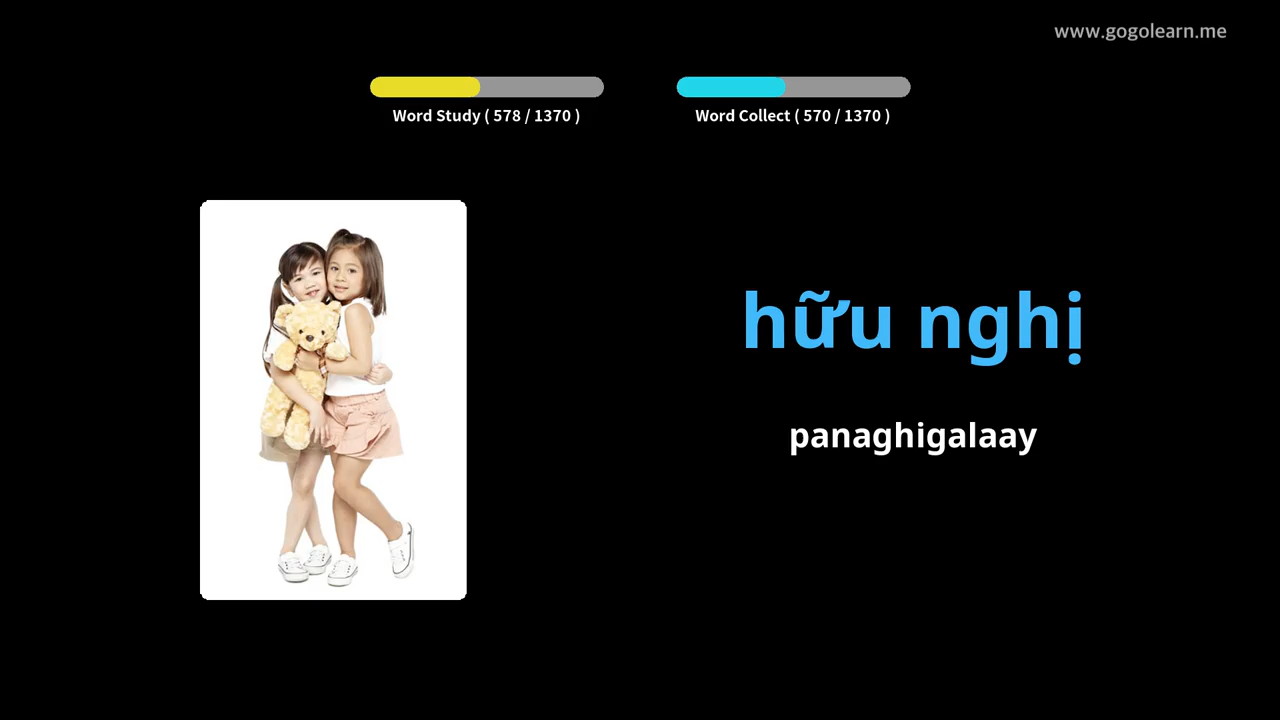 www.gogolearn.me
Word Study ( 578 / 1370 )
Word Collect ( 570 / 1370 )
hữu nghị
panaghigalaay